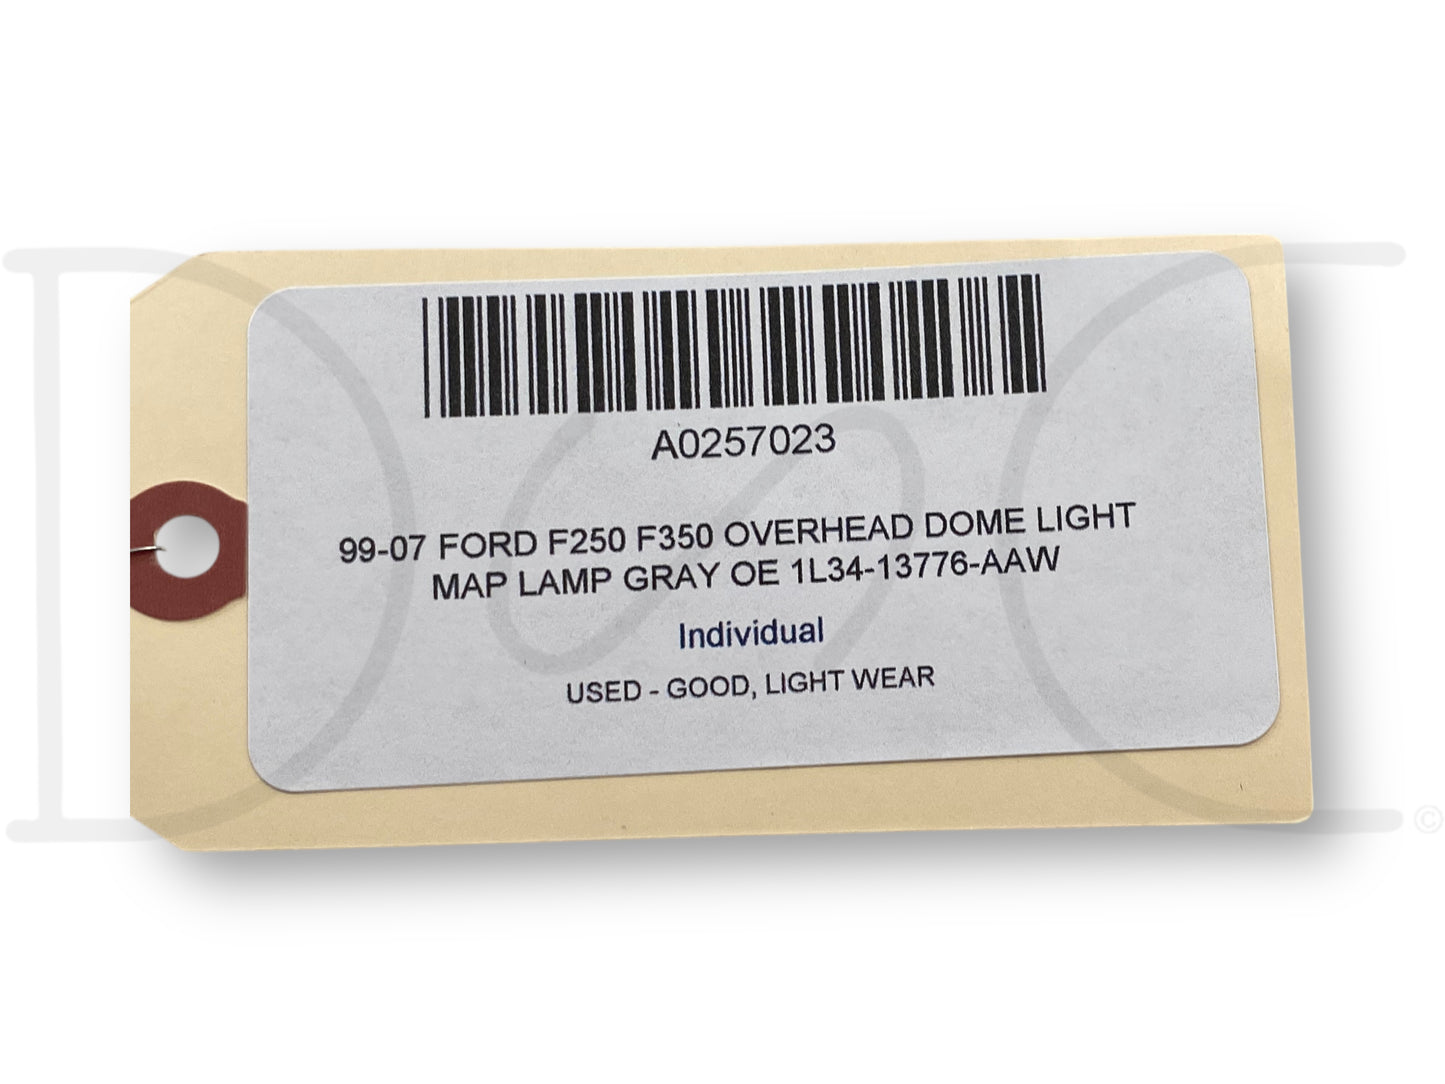 A0257023
99-07 FORD F250 F350 OVERHEAD DOME LIGHT
MAP LAMP GRAY OE 1L34-13776-AAW
Individual
USED - GOOD, LIGHT WEAR
©